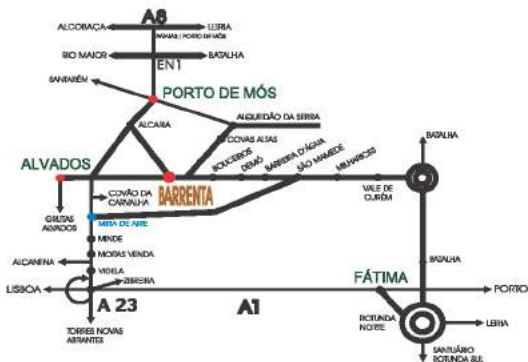 A8
ALCOBAÇA
LEIRIA
PATAIAS / PORTO DE MÓS
RIO MAIOR
BATALHA
EN1
SANTARÉM
PORTO DE MÓS
ALCARIA
ALQUEIDÃO DA SERRA
COVAS ALTAS
BOUCEIROS
DEMÓ
BARREIRA D'ÁGUA
SÃO MAMEDE
MILHARICES
BATALHA
ALVADOS
BARRENTA
VALE DE OURÉM
COVÃO DA
CARVALHA
GRUTAS
ALVADOS
MIRA DE AIRE
MINDE
MOITAS VENDA
ALCANENA
VIDELA
ZIBREIRA
BATALHA
FÁTIMA
LISBOA
A 23
A1
PORTO
ROTUNDA
NORTE
LEIRIA
TORRES NOVAS
ABRANTES
SANTUÁRIO
ROTUNDA SUL